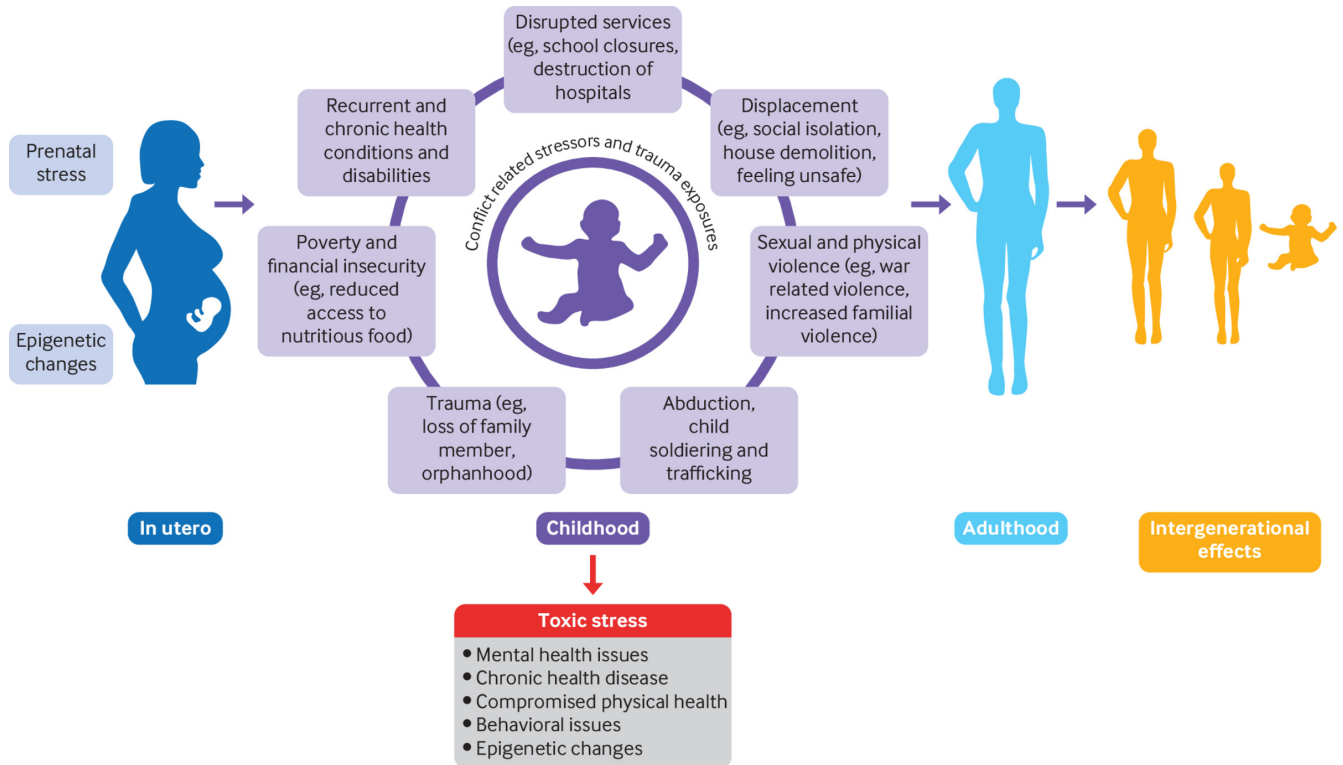 Prenatal
stress
Epigenetic
changes
Disrupted services
(eg, school closures,
destruction of
hospitals
Recurrent and
chronic health
conditions and
disabilities
Displacement
(eg, social isolation,
house demolition,
feeling unsafe)
Conflict related stressors and trauma exposures
Poverty and
financial insecurity
(eg, reduced
access to
nutritious food)
Sexual and physical
violence (eg, war
related violence,
increased familial
violence)
Trauma (eg,
loss of family
member,
orphanhood)
Abduction,
child
soldiering and
trafficking
In utero
Childhood
Adulthood
Intergenerational
effects
Toxic stress
• Mental health issues
• Chronic health disease
• Compromised physical health
• Behavioral issues
• Epigenetic changes